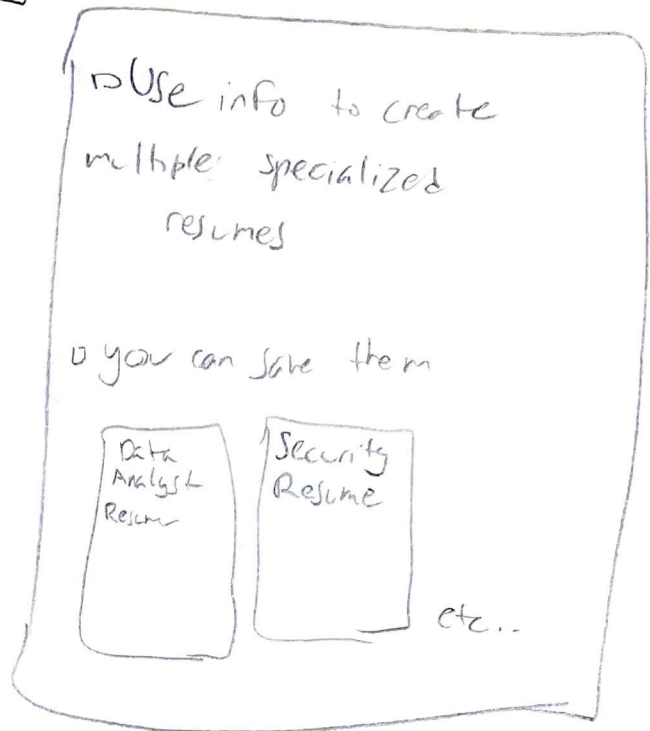 Use info to create
multiple specialized
resumes
you can save them
Data
Analyst
Resume
Security
Resume
etc..